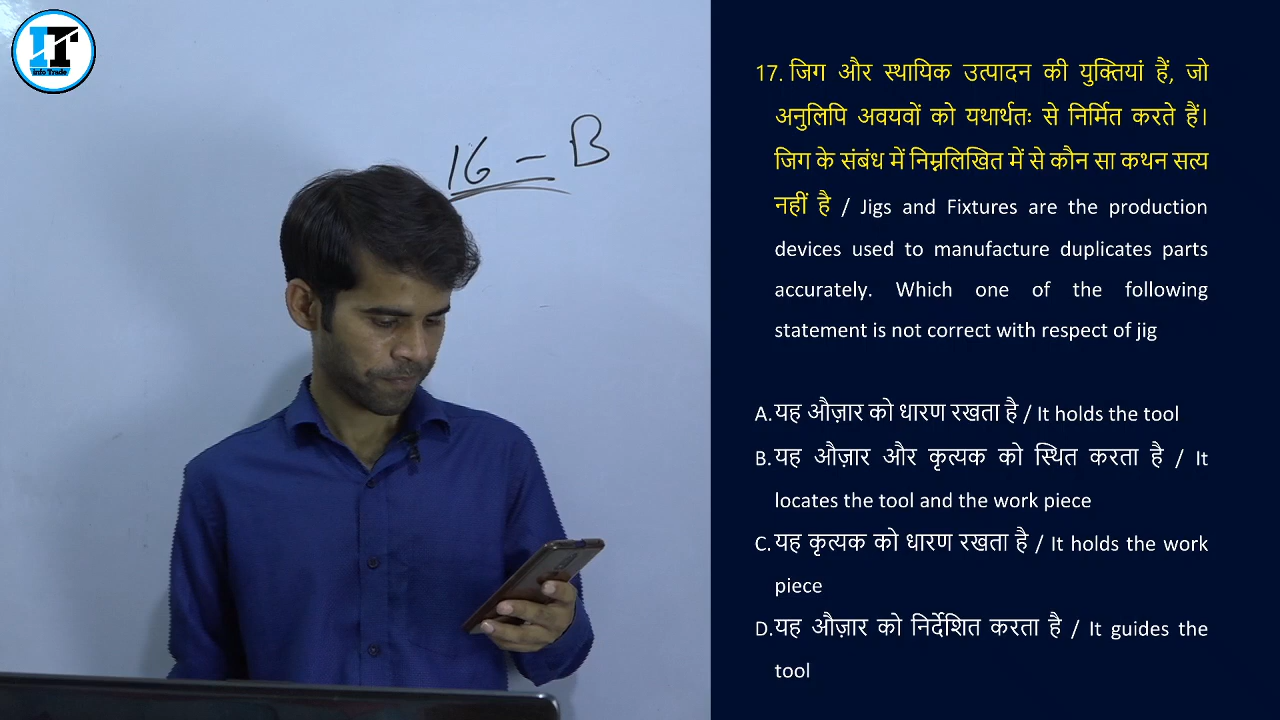 IT
Info Trade
16 = B
17. जिग और स्थायिक उत्पादन की युक्तियां हैं, जो
अनुलिपि अवयवों को यथार्थतः से निर्मित करते हैं।
जिग के संबंध में निम्नलिखित में से कौन सा कथन सत्य
नहीं है / Jigs and Fixtures are the production
devices used to manufacture duplicates parts
accurately. Which one of the following
statement is not correct with respect of jig
A.यह औज़ार को धारण रखता है / It holds the tool
B.यह औज़ार और कृत्यक को स्थित करता है / It
locates the tool and the work piece
C.यह कृत्यक को धारण रखता है / It holds the work
piece
D.यह औज़ार को निर्देशित करता है / It guides the
tool